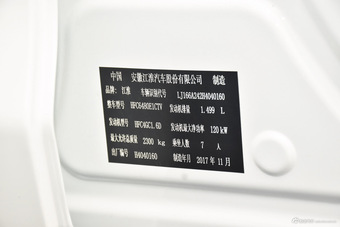 中国 安徽江淮汽车股份有限公司 制造
品牌: 江淮 车辆识别代号 LJ166A242H4040160
整车型号 HFC6480E1CTV 发动机排量 1.499 L
发动机型号 HFC4GC1.6D 发动机最大净功率 120 kW
最大允许总质量 2300 kg 乘坐人数 7 人
出厂编号 H4040160 制造年月 2017 年 11 月